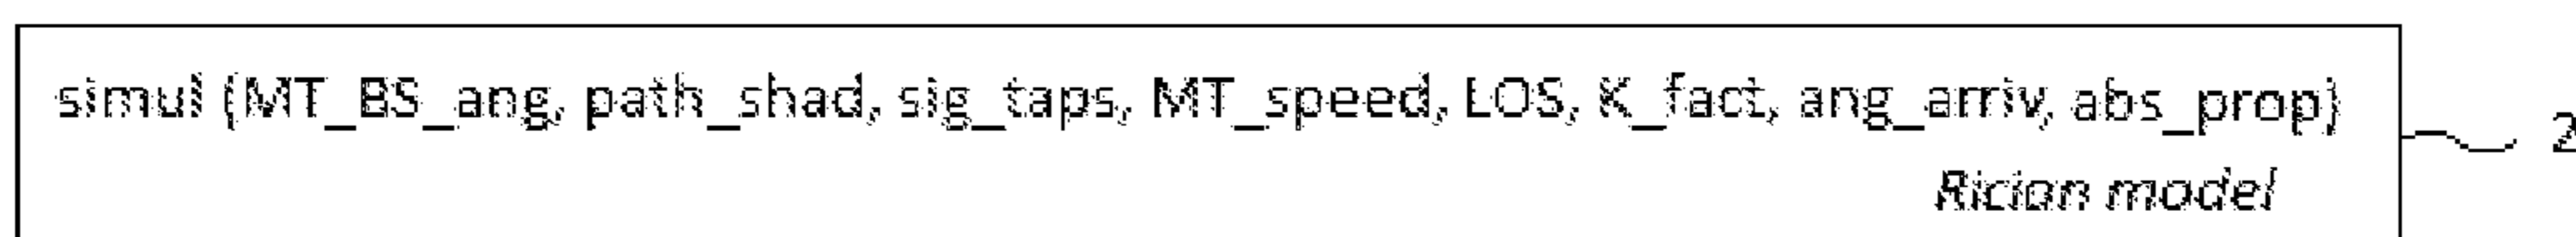 simul (MT_BS_ang, path_shad, sig_taps, MT_speed, LOS, K_fact, ang_arriv, abs_prop)
Rician model